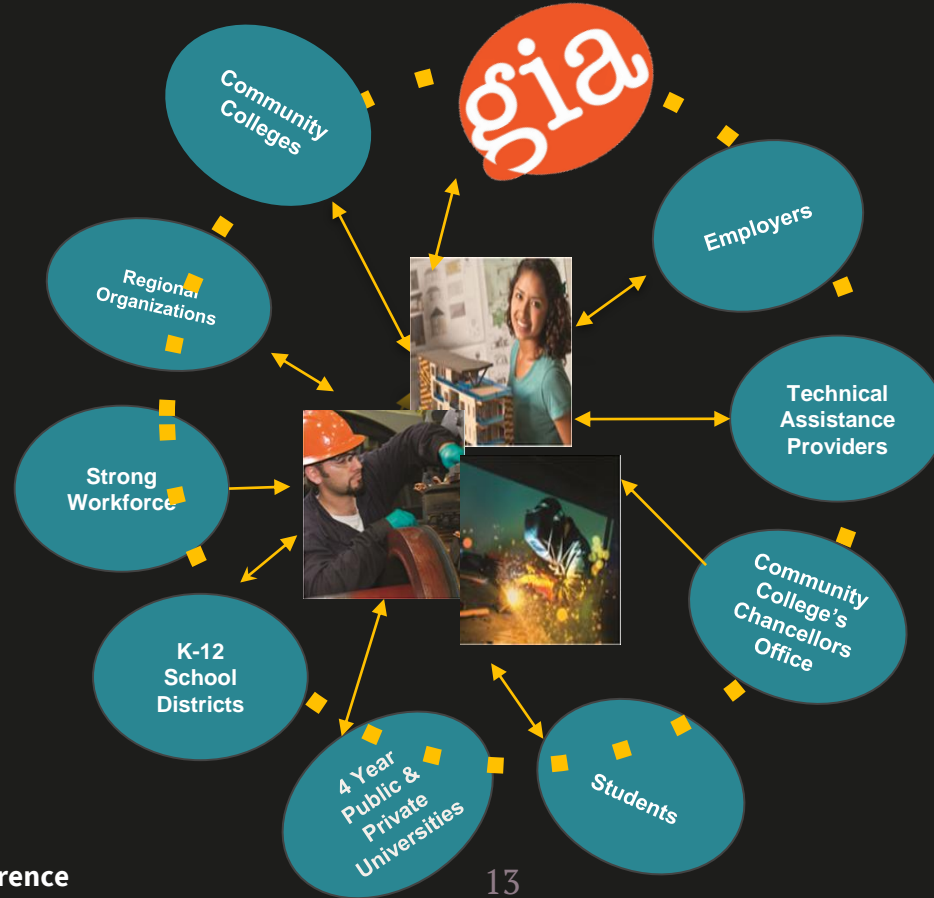 Community
Colleges
gia
Employers
Regional
Organizations
Technical
Assistance
Providers
Strong
Workforce
Community
College’s
Chancellors
Office
K-12
School
Districts
4 Year
Public &
Private
Universities
Students
rence
13